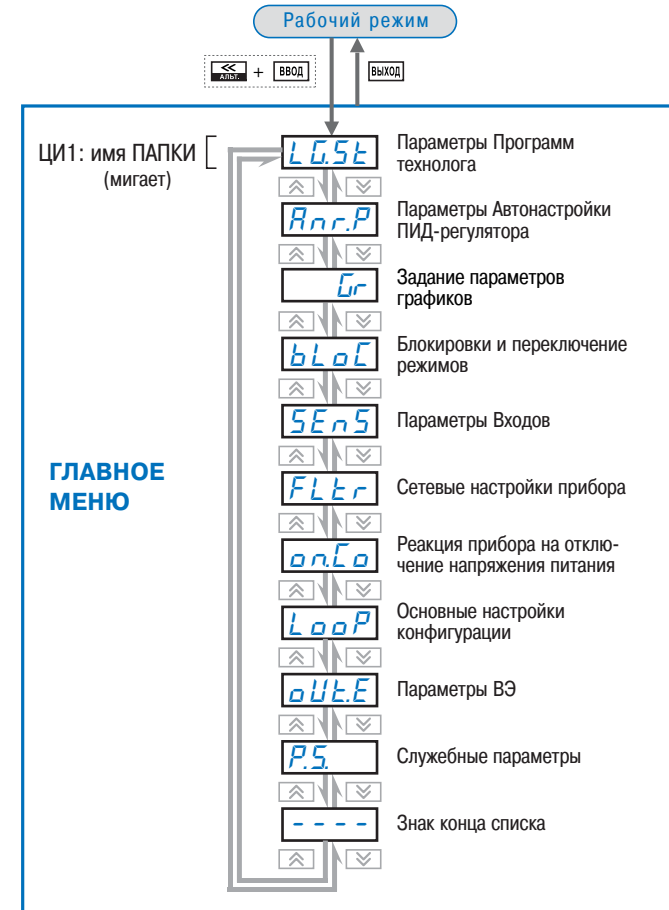 Рабочий режим
АЛЬТ. + ВВОД
ВЫХОД
ЦИ1: имя ПАПКИ
(мигает)
LG.St
Параметры Программ
технолога
Anr.P
Параметры Автонастройки
ПИД-регулятора
Gr
Задание параметров
графиков
bLoC
Блокировки и переключение
режимов
SEnS
Параметры Входов
ГЛАВНОЕ
МЕНЮ
FLtr
Сетевые настройки прибора
on.Co
Реакция прибора на отклю-
чение напряжения питания
LooP
Основные настройки
конфигурации
oUt.E
Параметры ВЭ
P.S.
Служебные параметры
- - - -
Знак конца списка